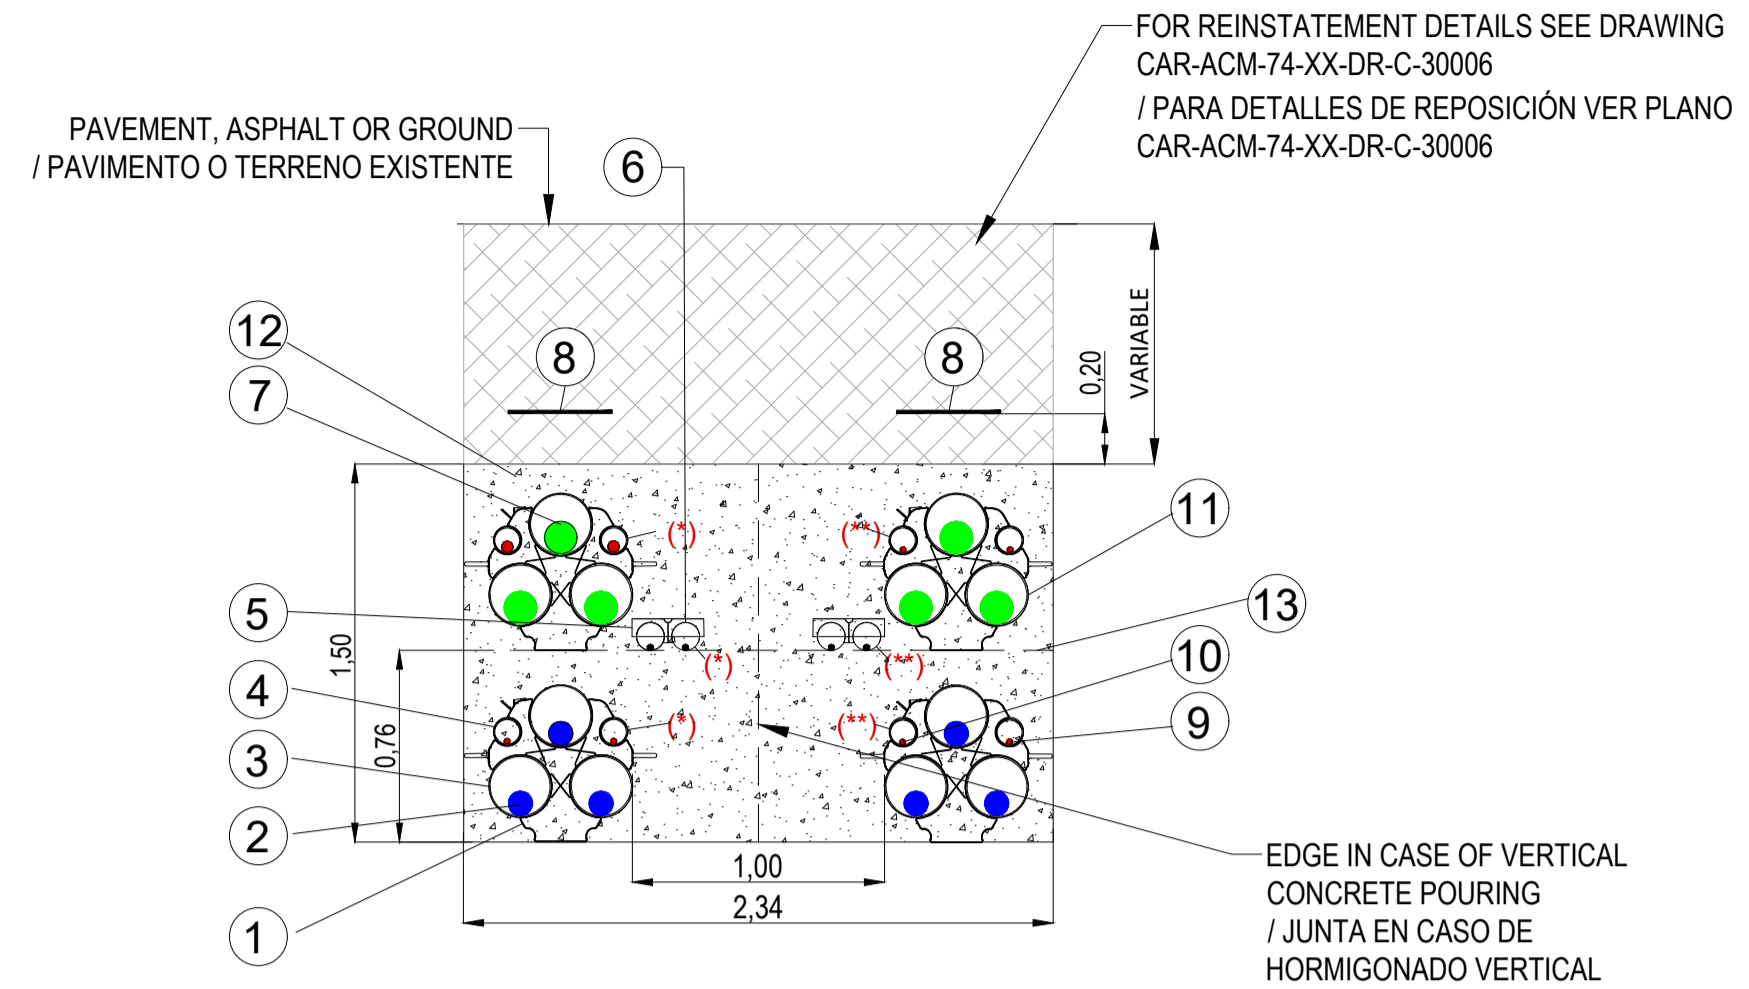 FOR REINSTATEMENT DETAILS SEE DRAWING
CAR-ACM-74-XX-DR-C-30006
/ PARA DETALLES DE REPOSICIÓN VER PLANO
CAR-ACM-74-XX-DR-C-30006
PAVEMENT, ASPHALT OR GROUND
/ PAVIMENTO O TERRENO EXISTENTE
6
12
8
8
0,20
VARIABLE
7
11
(*)
(**)
5
13
1,50
(*)
(**)
10
4
9
(*)
(**)
0,76
3
2
EDGE IN CASE OF VERTICAL
CONCRETE POURING
/ JUNTA EN CASO DE
HORMIGONADO VERTICAL
1,00
2,34
1